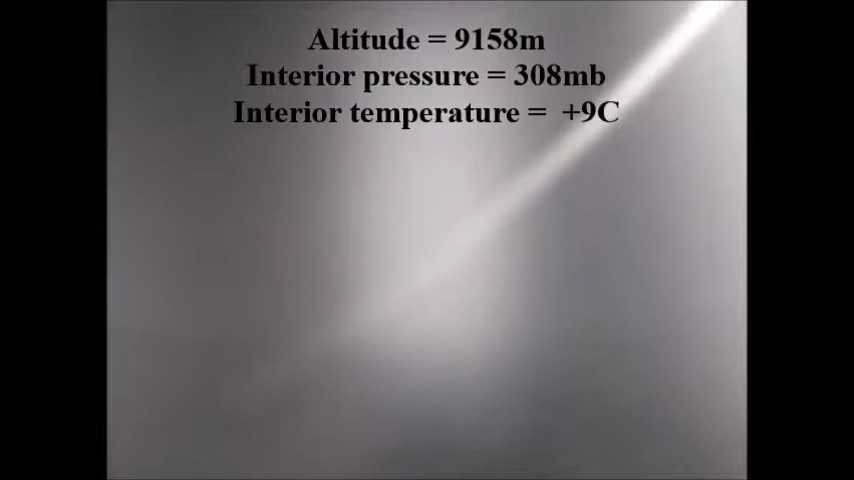 Altitude = 9158m
Interior pressure = 308mb
Interior temperature = +9C